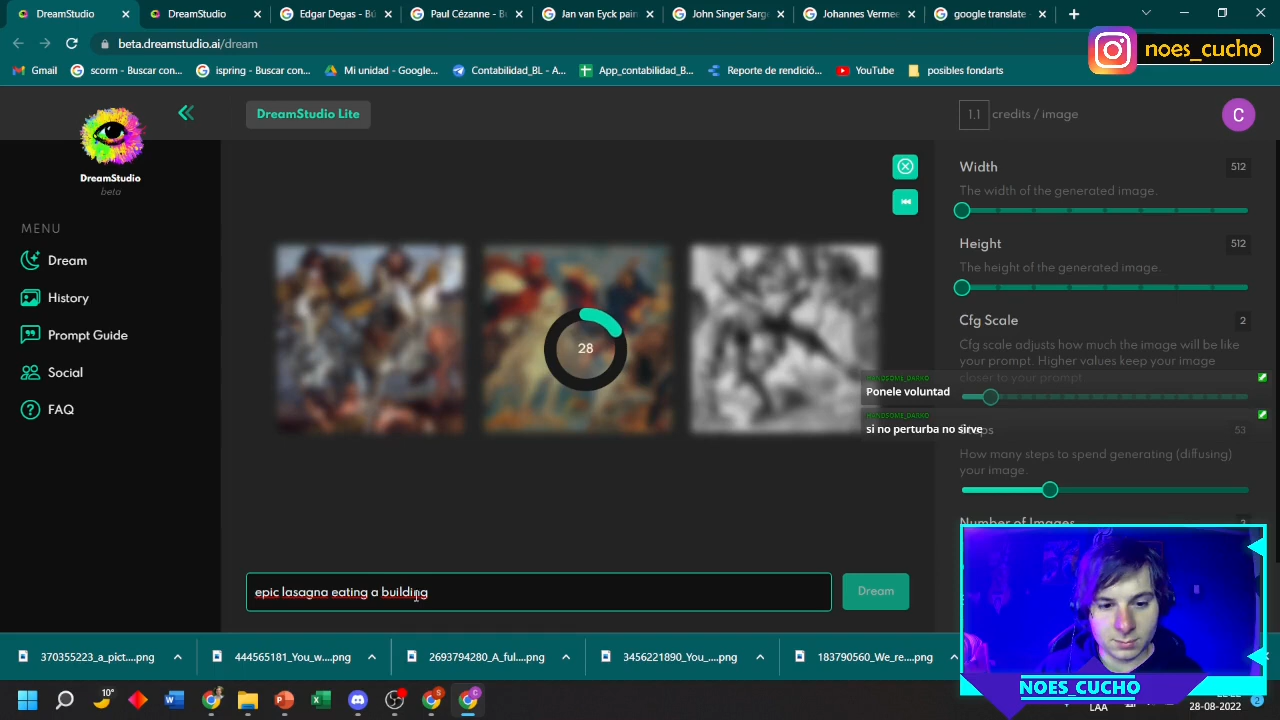 DreamStudio
DreamStudio
Edgar Degas - Bú
Paul Cézanne - B
Jan van Eyck pain
John Singer Sarg
Johannes Vermee
google translate -
beta.dreamstudio.ai/dream
noes_cucho
Gmail
scorm - Buscar con...
ispring - Buscar con...
Mi unidad - Google...
Contabilidad_BL - A...
App_contabilidad_B...
Reporte de rendició...
YouTube
posibles fondarts
DreamStudio
beta
DreamStudio Lite
1.1 credits / image
C
MENU
Dream
History
Prompt Guide
Social
FAQ
28
Width 512
The width of the generated image.
Height 512
The height of the generated image.
Cfg Scale 2
Cfg scale adjusts how much the image will be like
your prompt. Higher values keep your image
closer to your prompt
HANDSOME_DARKO
Ponele voluntad
HANDSOME_DARKO
si no perturba no sirve
53
How many steps to spend generating (diffusing)
your image.
Number of Images
epic lasagna eating a building
Dream
370355223_a_pict....png
444565181_You_w....png
2693794280_A_ful....png
3456221890_You_....png
183790560_We_re....png
10°
NOES_CUCHO
LAA
28-08-2022
2